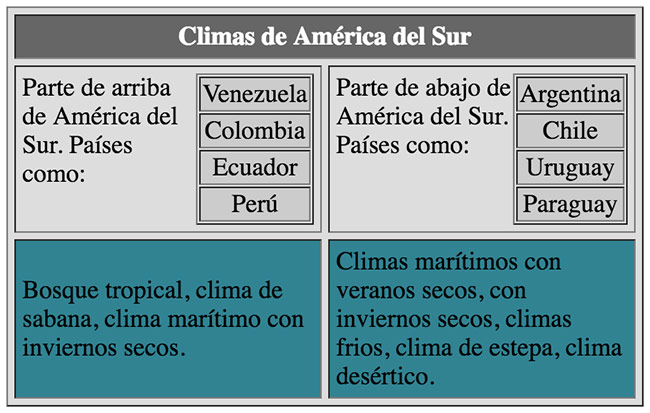 Climas de América del Sur
Parte de arriba
de América del
Sur. Países
como:
Venezuela
Colombia
Ecuador
Perú
Parte de abajo de
América del Sur.
Países como:
Argentina
Chile
Uruguay
Paraguay
Bosque tropical, clima de
sabana, clima marítimo con
inviernos secos.
Climas marítimos con
veranos secos, con
inviernos secos, climas
frios, clima de estepa, clima
desértico.